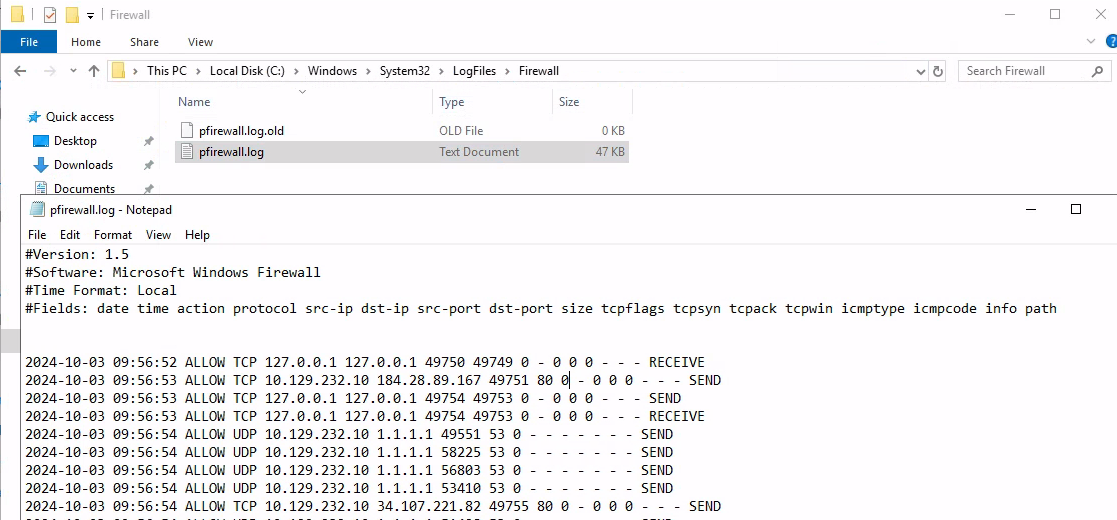 Firewall
File Home Share View
This PC Local Disk (C:) Windows System32 LogFiles Firewall Search Firewall
Name Type Size
Quick access
Desktop
Downloads
Documents
pfirewall.log.old OLD File 0 KB
pfirewall.log Text Document 47 KB
pfirewall.log - Notepad
File Edit Format View Help
#Version: 1.5
#Software: Microsoft Windows Firewall
#Time Format: Local
#Fields: date time action protocol src-ip dst-ip src-port dst-port size tcpflags tcpsyn tcpack tcpwin icmptype icmpcode info path
2024-10-03 09:56:52 ALLOW TCP 127.0.0.1 127.0.0.1 49750 49749 0 - 0 0 0 - - - RECEIVE
2024-10-03 09:56:53 ALLOW TCP 10.129.232.10 184.28.89.167 49751 80 0 - 0 0 0 - - - SEND
2024-10-03 09:56:53 ALLOW TCP 127.0.0.1 127.0.0.1 49754 49753 0 - 0 0 0 - - - SEND
2024-10-03 09:56:53 ALLOW TCP 127.0.0.1 127.0.0.1 49754 49753 0 - 0 0 0 - - - RECEIVE
2024-10-03 09:56:54 ALLOW UDP 10.129.232.10 1.1.1.1 49551 53 0 - - - - - - - SEND
2024-10-03 09:56:54 ALLOW UDP 10.129.232.10 1.1.1.1 58225 53 0 - - - - - - - SEND
2024-10-03 09:56:54 ALLOW UDP 10.129.232.10 1.1.1.1 56803 53 0 - - - - - - - SEND
2024-10-03 09:56:54 ALLOW UDP 10.129.232.10 1.1.1.1 53410 53 0 - - - - - - - SEND
2024-10-03 09:56:54 ALLOW TCP 10.129.232.10 34.107.221.82 49755 80 0 - 0 0 0 - - - SEND